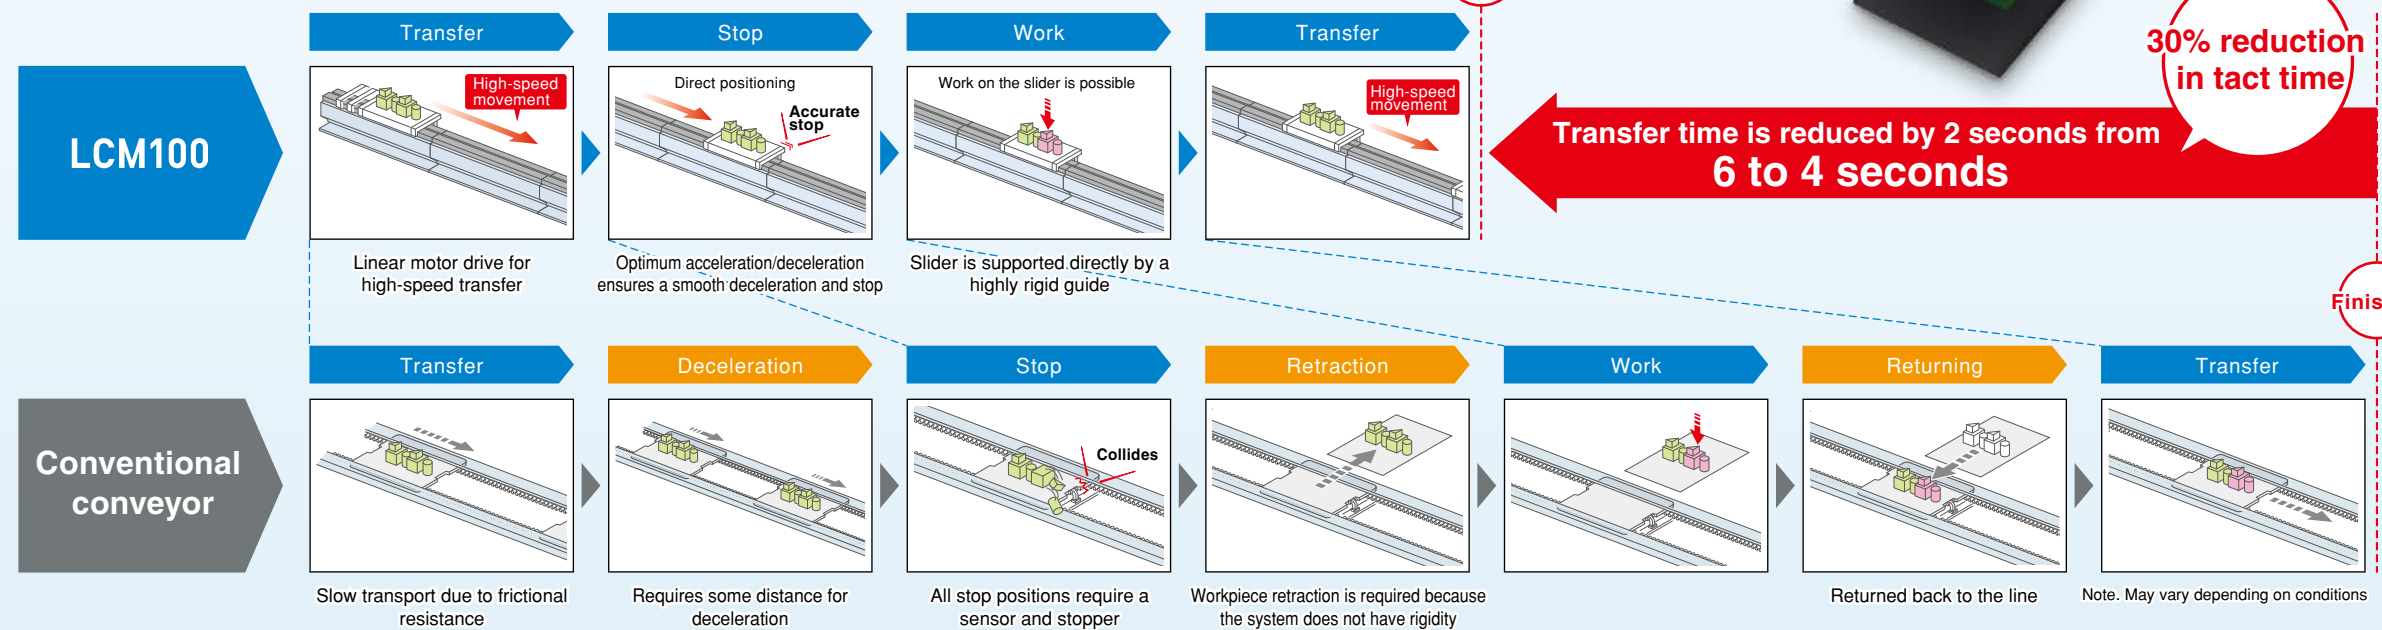 Transfer
Stop
Work
Transfer
30% reduction
in tact time
LCM100
High-speed
movement
Direct positioning
Accurate
stop
Work on the slider is possible
High-speed
movement
Transfer time is reduced by 2 seconds from
6 to 4 seconds
Linear motor drive for
high-speed transfer
Optimum acceleration/deceleration
ensures a smooth deceleration and stop
Slider is supported directly by a
highly rigid guide
Finis
Transfer
Deceleration
Stop
Retraction
Work
Returning
Transfer
Conventional
conveyor
Collides
Slow transport due to frictional
resistance
Requires some distance for
deceleration
All stop positions require a
sensor and stopper
Workpiece retraction is required because
the system does not have rigidity
Returned back to the line
Note. May vary depending on conditions